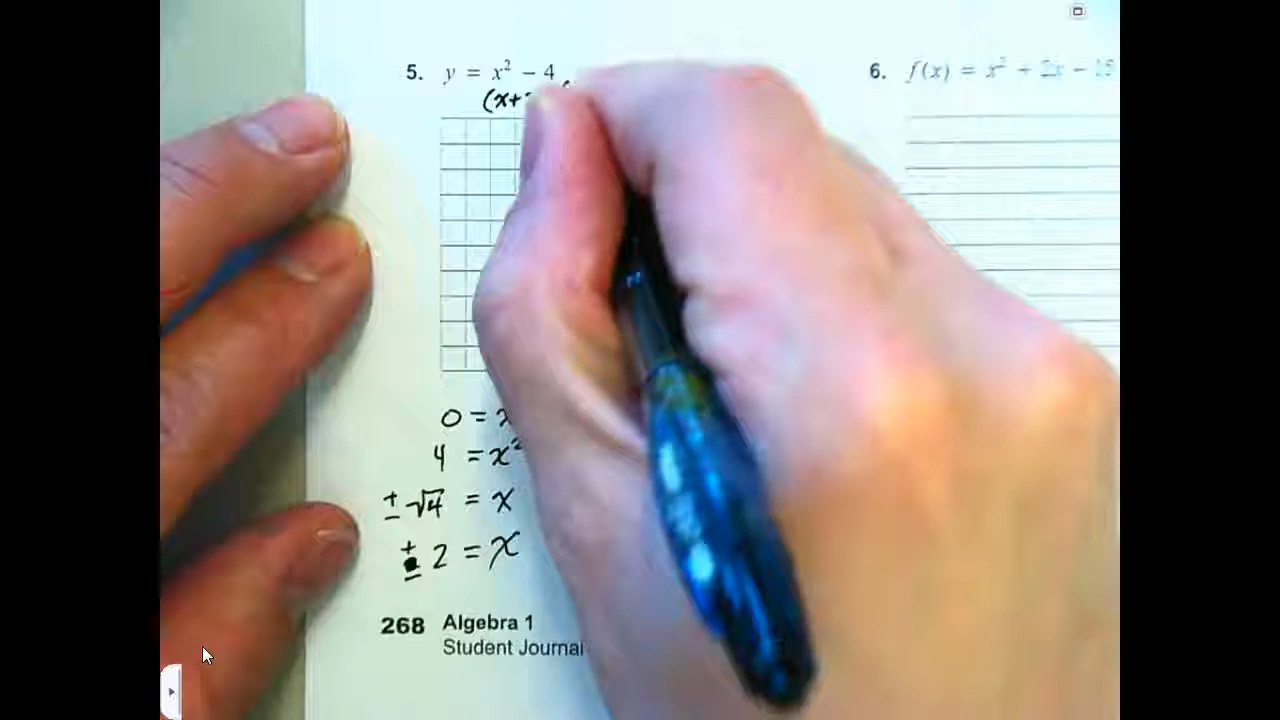 5. y = x² − 4
(x+
6. f(x) = x² + 2x − 15
0 =
4 = x²
± √4 = x
± 2 = x
268 Algebra 1
Student Journal